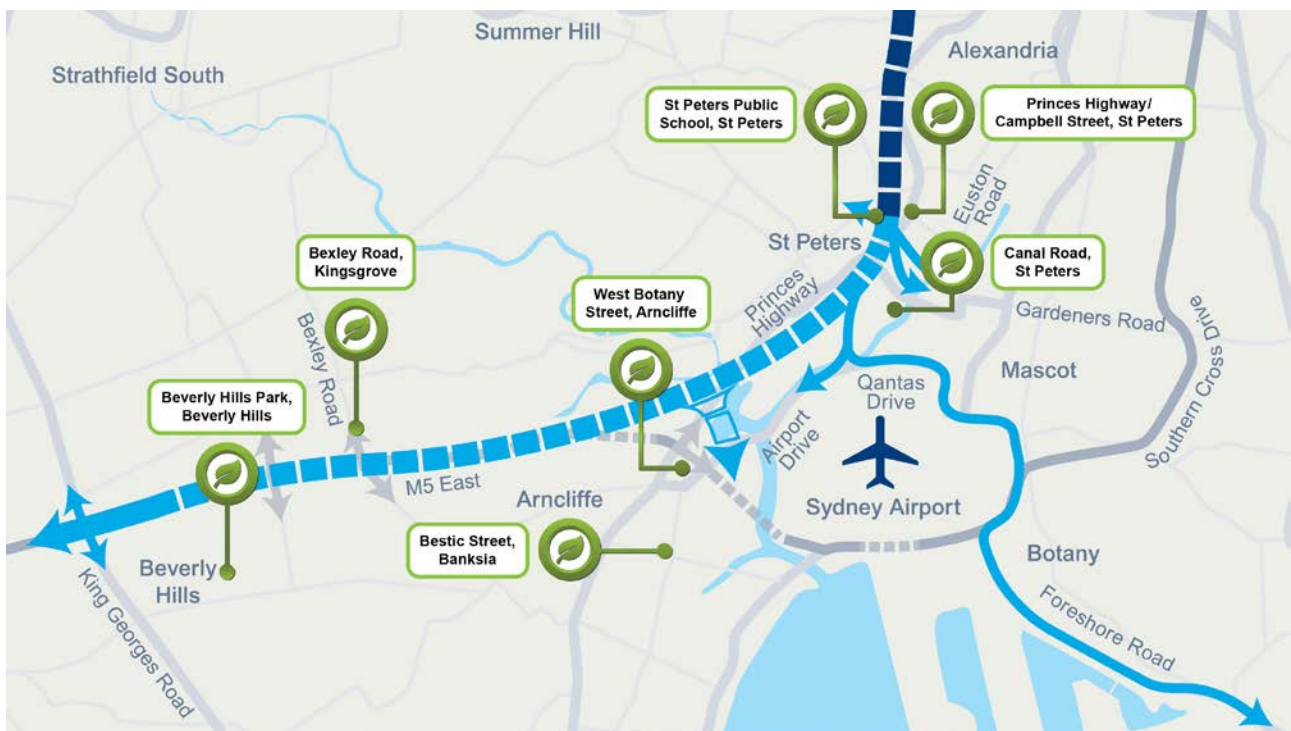 Summer Hill
Alexandria
Strathfield South
St Peters Public
School, St Peters
Princes Highway/
Campbell Street, St Peters
Euston
Road
St Peters
Bexley Road,
Kingsgrove
Canal Road,
St Peters
West Botany
Street, Arncliffe
Princes
Highway
Gardeners Road
Southern Cross Drive
Bexley Road
Mascot
Beverly Hills Park,
Beverly Hills
Qantas
Drive
Airport
Drive
M5 East
Arncliffe
Sydney Airport
Bestic Street,
Banksia
Botany
Beverly
Hills
King Georges Road
Foreshore Road